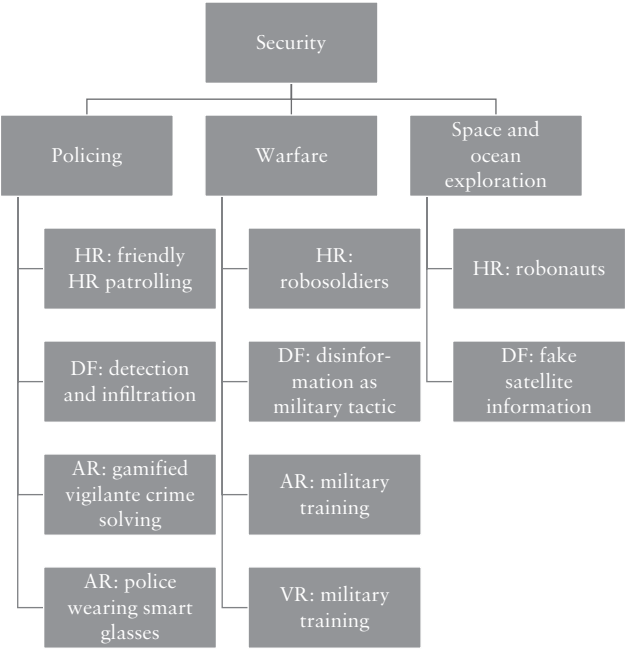 Security
Policing
Warfare
Space and
ocean
exploration
HR: friendly
HR patrolling
HR:
robosoldiers
HR: robonauts
DF: detection
and infiltration
DF: disinfor-
mation as
military tactic
DF: fake
satellite
information
AR: gamified
vigilante crime
solving
AR: military
training
AR: police
wearing smart
glasses
VR: military
training